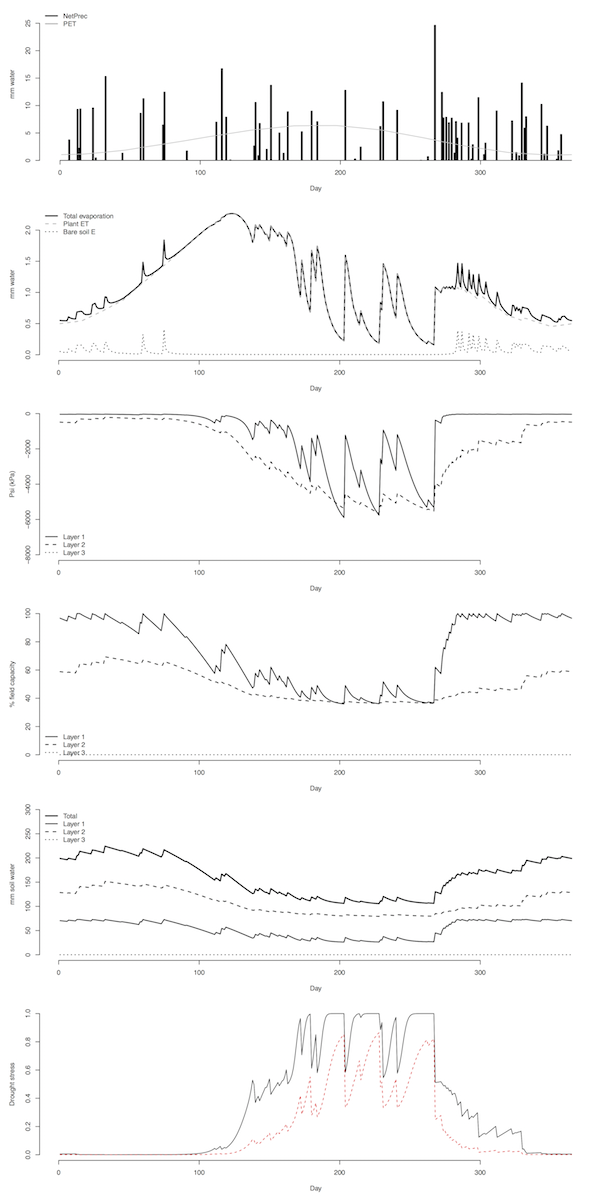 NetPrec
PET
mm water
0 5 10 15 20 25
0 100 200 300
Day
Total evaporation
Plant ET
Bare soil E
mm water
0.0 0.5 1.0 1.5 2.0
0 100 200 300
Day
Psi (kPa)
−8000 −6000 −4000 −2000 0
Layer 1
Layer 2
Layer 3
0 100 200 300
Day
% field capacity
0 20 40 60 80 100
Layer 1
Layer 2
Layer 3
0 100 200 300
Day
Total
Layer 1
Layer 2
Layer 3
mm soil water
0 50 100 150 200 250 300
0 100 200 300
Day
Drought stress
0.0 0.2 0.4 0.6 0.8 1.0
0 100 200 300
Day